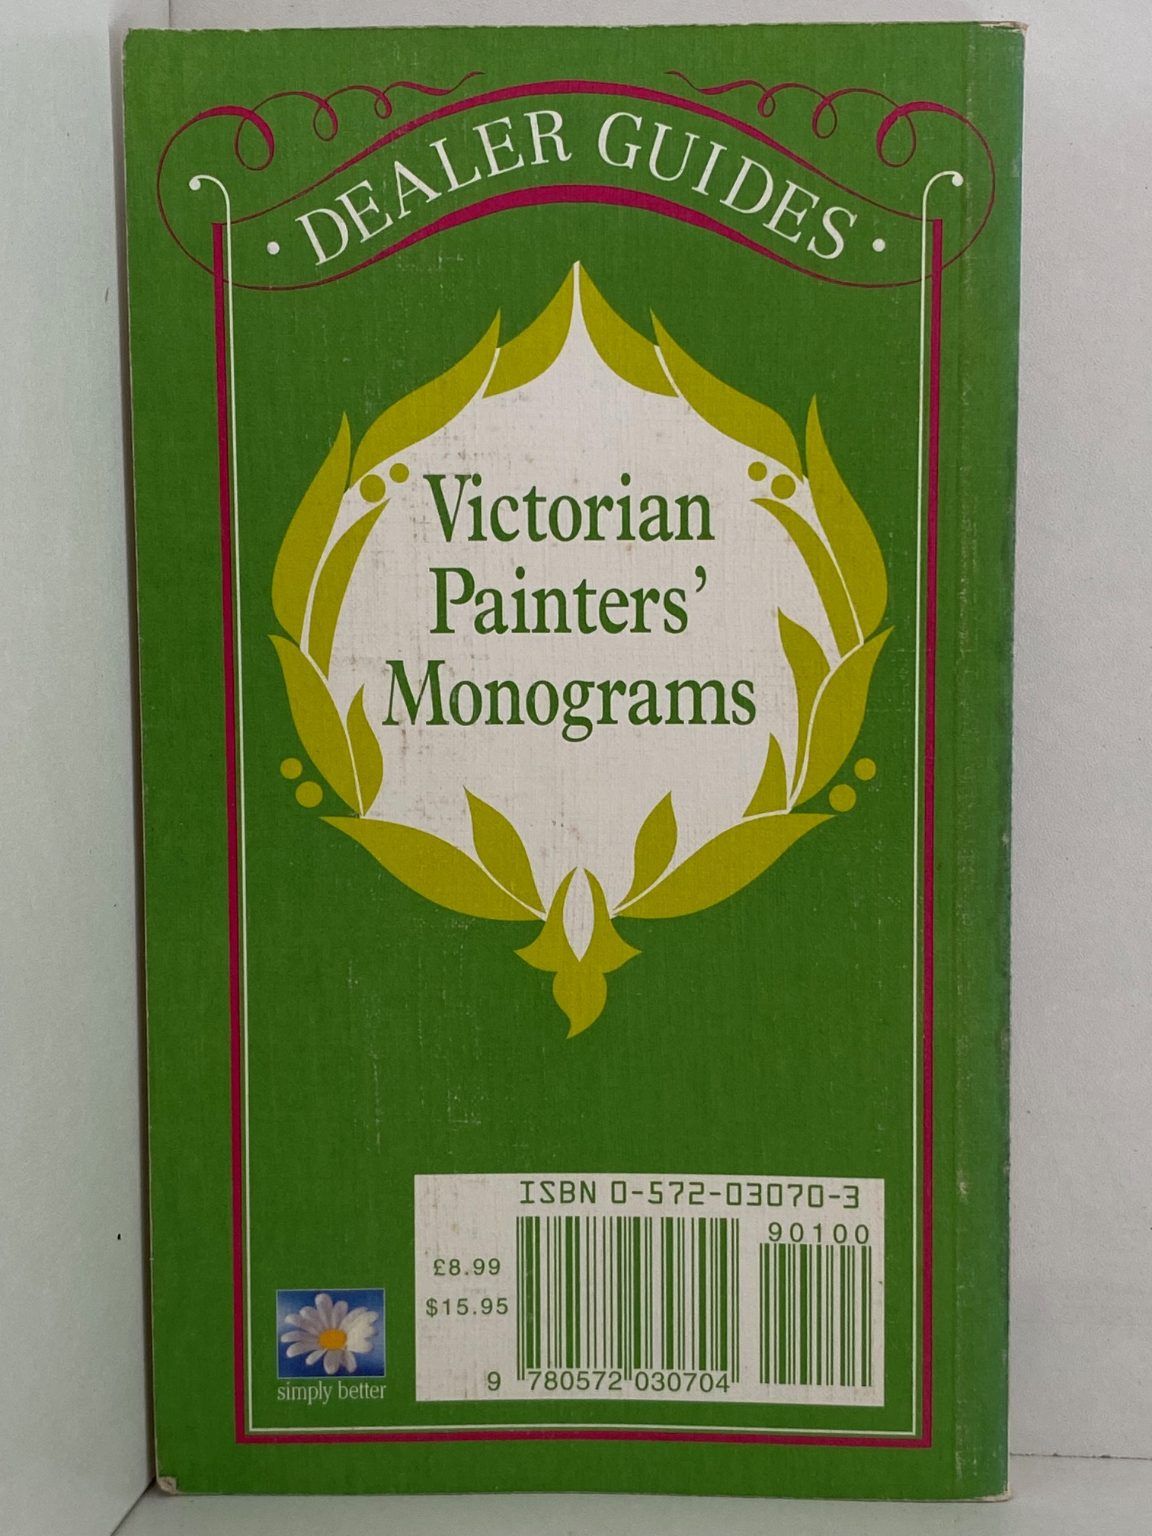 • DEALER GUIDES •
Victorian
Painters’
Monograms
ISBN 0-572-03070-3
90100
£8.99
$15.95
9 780572 030704
simply better